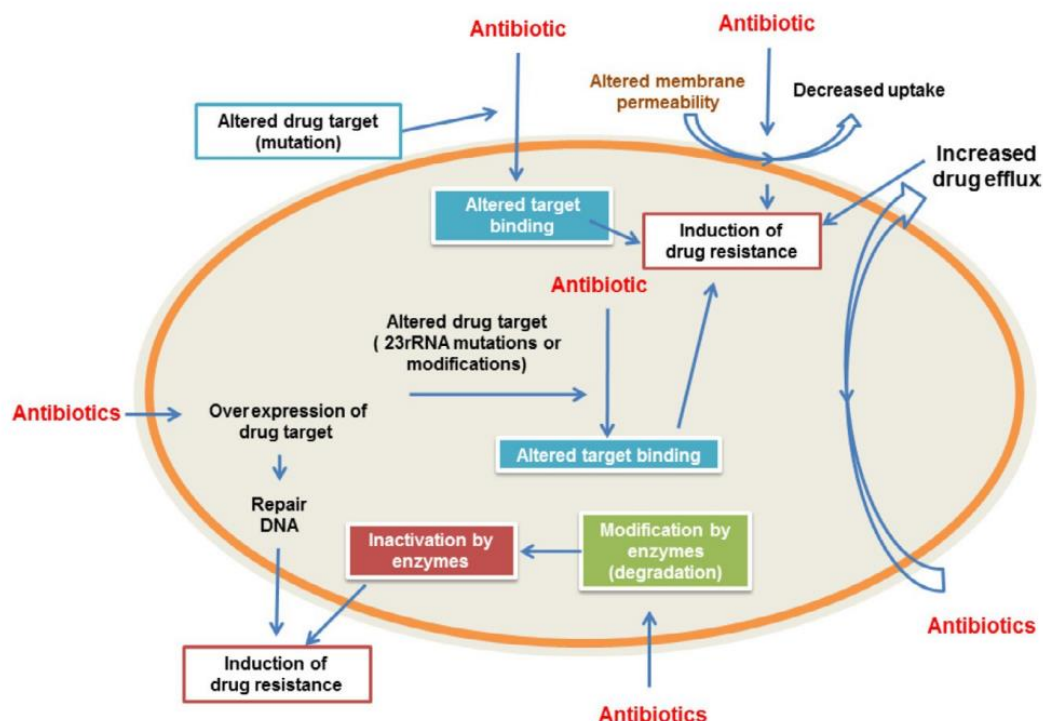 Antibiotic
Antibiotic
Altered membrane
permeability
Decreased uptake
Altered drug target
(mutation)
Increased
drug efflux
Altered target
binding
Induction of
drug resistance
Antibiotic
Altered drug target
( 23rRNA mutations or
modifications)
Antibiotics
Over expression of
drug target
Altered target binding
Repair
DNA
Inactivation by
enzymes
Modification by
enzymes
(degradation)
Antibiotics
Induction of
drug resistance
Antibiotics